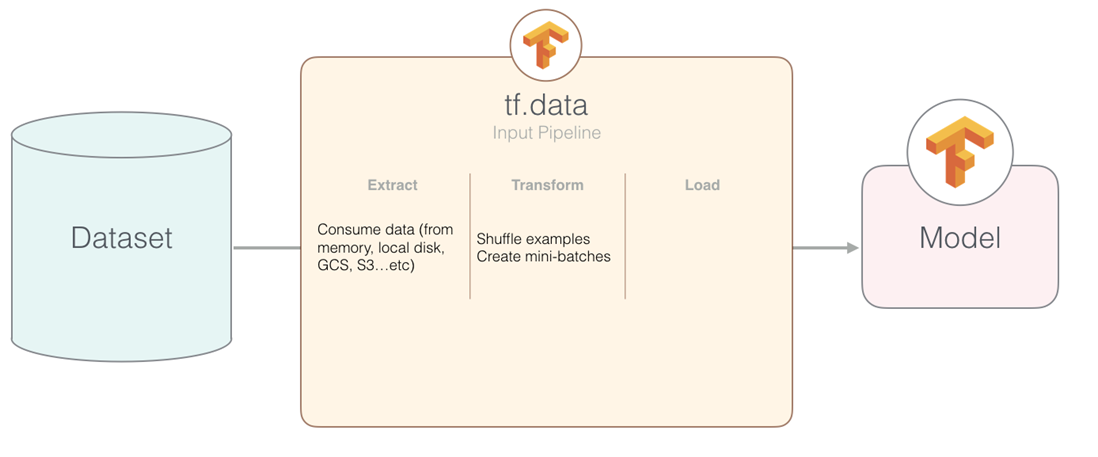 tf.data
Input Pipeline
Dataset
Extract
Consume data (from
memory, local disk,
GCS, S3...etc)
Transform
Shuffle examples
Create mini-batches
Load
Model